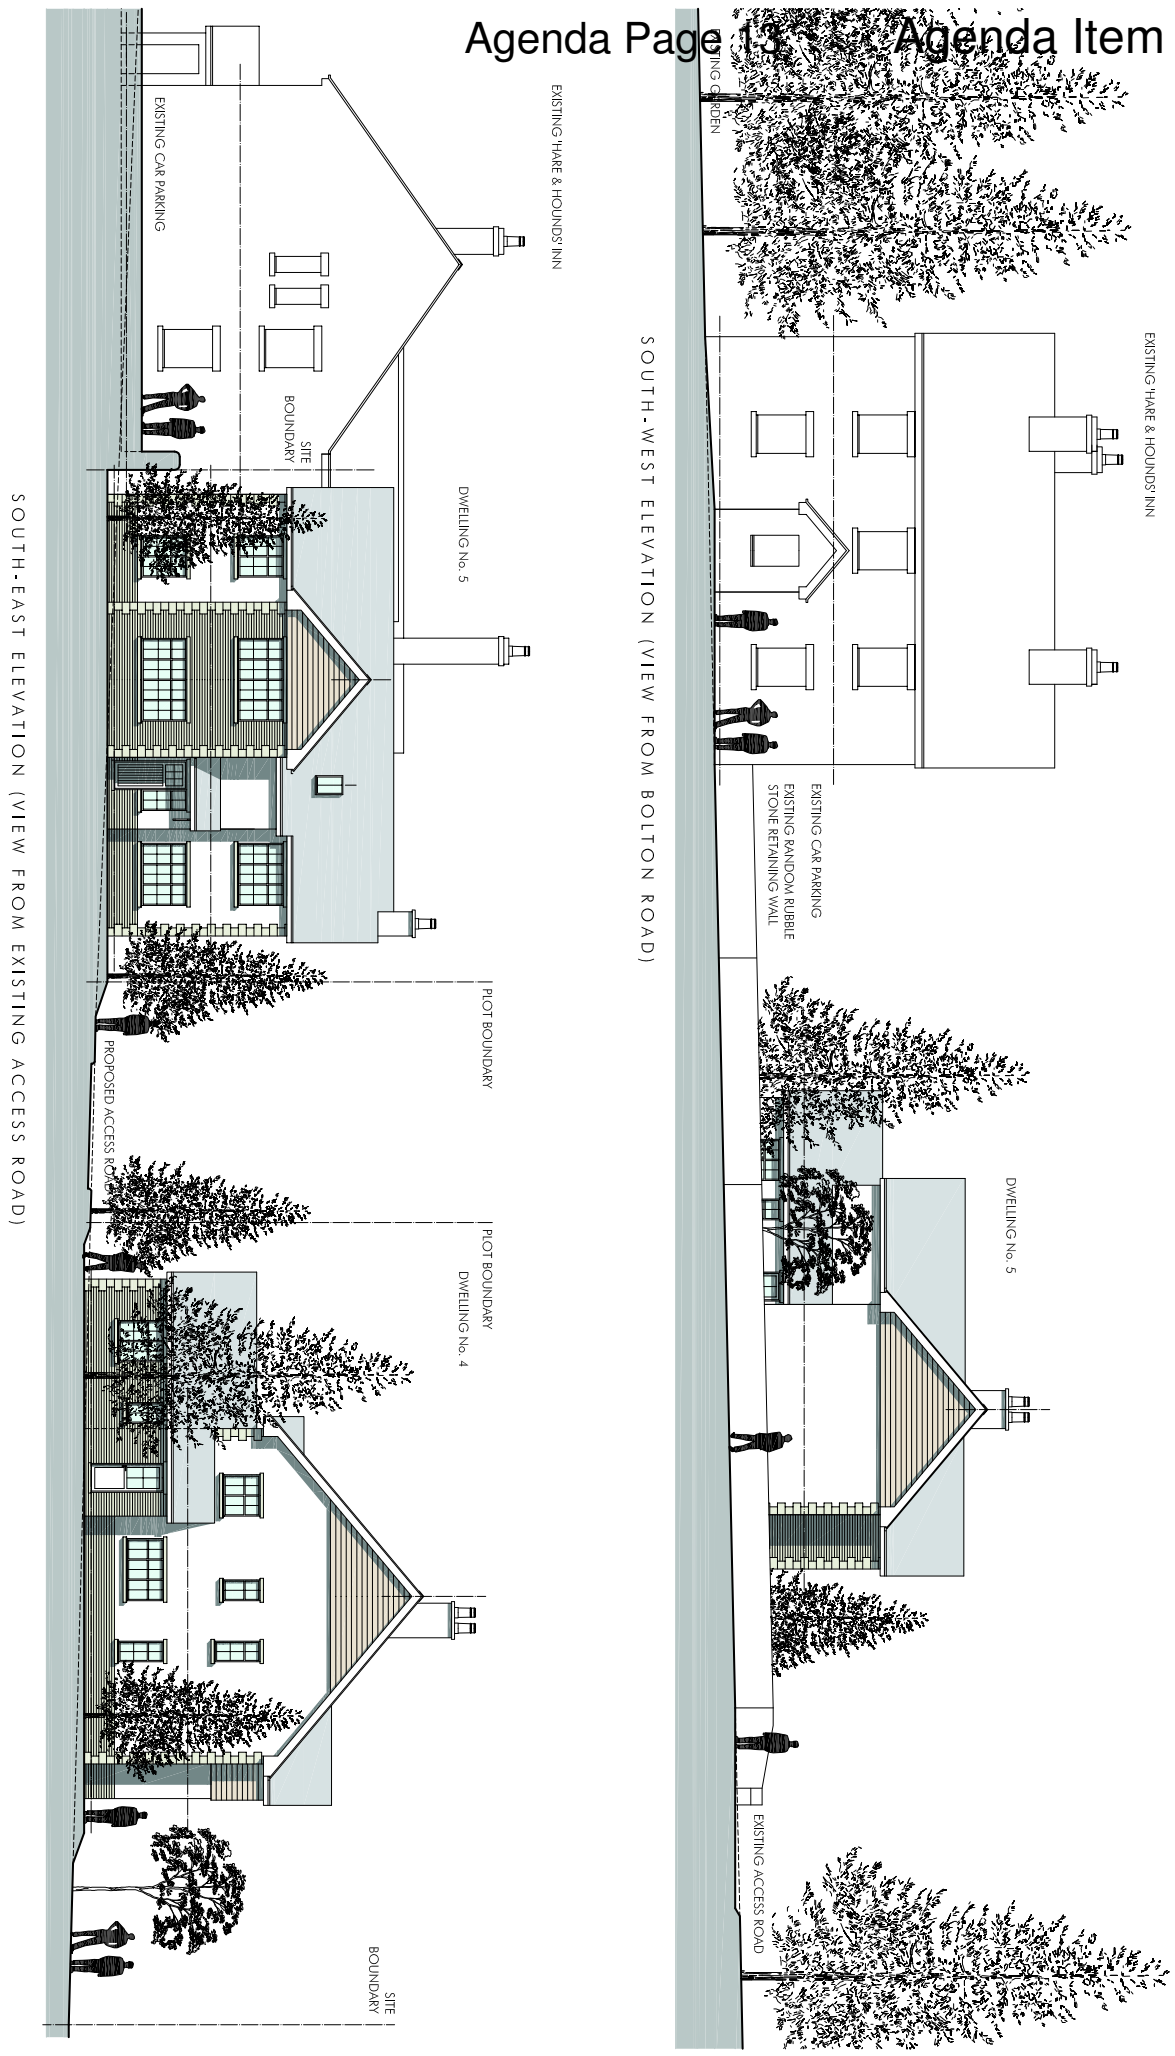 Agenda Page 13
Agenda Item
EXISTING GARDEN
EXISTING 'HARE & HOUNDS' INN
EXISTING CAR PARKING
EXISTING RANDOM RUBBLE
STONE RETAINING WALL
DWELLING No. 5
EXISTING ACCESS ROAD
SOUTH-WEST ELEVATION (VIEW FROM BOLTON ROAD)
EXISTING 'HARE & HOUNDS' INN
EXISTING CAR PARKING
SITE
BOUNDARY
DWELLING No. 5
PLOT BOUNDARY
PROPOSED ACCESS ROAD
PLOT BOUNDARY
DWELLING No. 4
SITE
BOUNDARY
SOUTH-EAST ELEVATION (VIEW FROM EXISTING ACCESS ROAD)